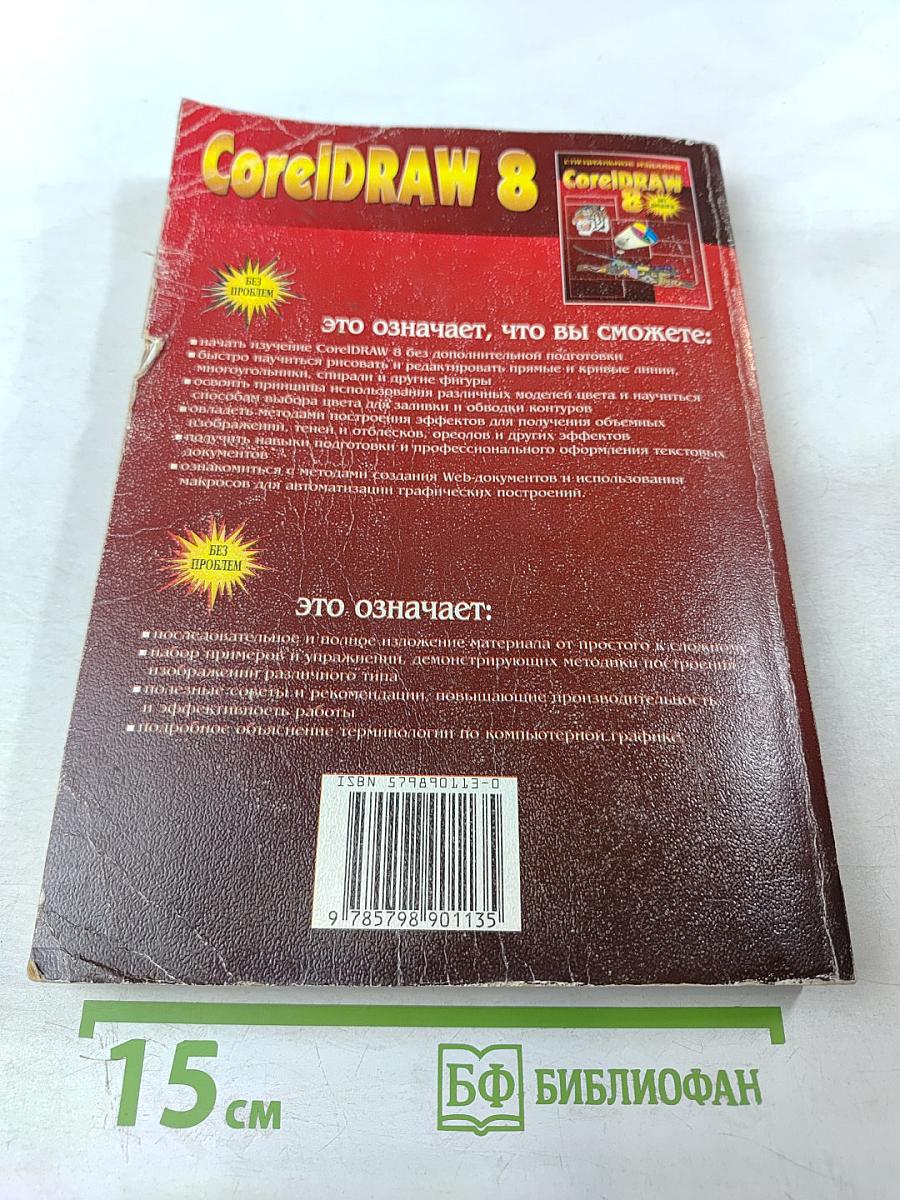 CorelDRAW 8
СПЕЦИАЛЬНОЕ ИЗДАНИЕ
CorelDRAW
8
БЕЗ
ПРОБЛЕМ
это означает, что вы сможете:
■ начать изучение CorelDRAW 8 без дополнительной подготовки
■ быстро научиться рисовать и редактировать прямые и кривые линии,
многоугольники, спирали и другие фигуры
■ освоить принципы использования различных моделей цвета и научиться
способам выбора цвета для заливки и обводки контуров
■ овладеть методами построения эффектов для получения объемных
изображений, теней и отблесков, ореолов и других эффектов
■ получить навыки подготовки и профессионального оформления текстовых
документов
■ ознакомиться с методами создания Web-документов и использования
макросов для автоматизации графических построений.
БЕЗ
ПРОБЛЕМ
это означает:
■ последовательное и полное изложение материала от простого к сложному
■ набор примеров и упражнений, демонстрирующих методики построения
изображений различного типа
■ полезные советы и рекомендации, повышающие производительность
и эффективность работы
■ подробное объяснение терминологии по компьютерной графике
ISBN 579890113-0
9 785798 901135
15 см
БФ БИБЛИОФАН